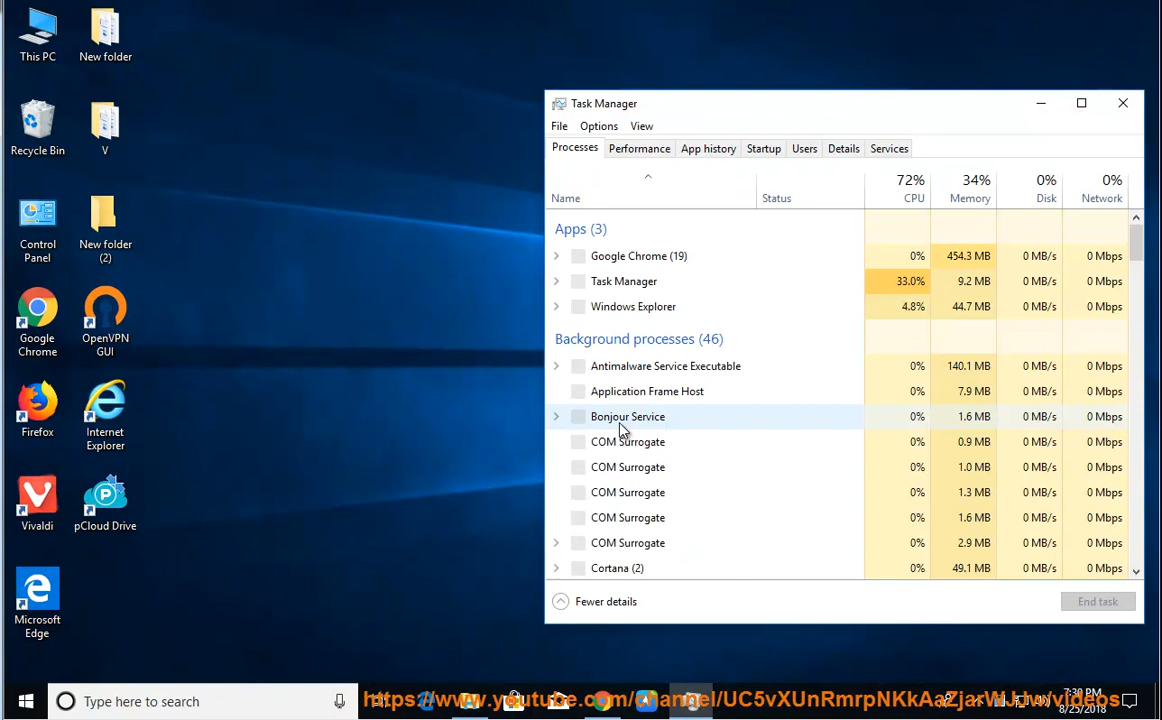 This PC
New folder
Recycle Bin
V
Control Panel
New folder (2)
Google Chrome
OpenVPN GUI
Firefox
Internet Explorer
Vivaldi
pCloud Drive
Microsoft Edge
Task Manager
File Options View
Processes Performance App history Startup Users Details Services
72% 34% 0% 0%
Name Status CPU Memory Disk Network
Apps (3)
Google Chrome (19) 0% 454.3 MB 0 MB/s 0 Mbps
Task Manager 33.0% 9.2 MB 0 MB/s 0 Mbps
Windows Explorer 4.8% 44.7 MB 0 MB/s 0 Mbps
Background processes (46)
Antimalware Service Executable 0% 140.1 MB 0 MB/s 0 Mbps
Application Frame Host 0% 7.9 MB 0 MB/s 0 Mbps
Bonjour Service 0% 1.6 MB 0 MB/s 0 Mbps
COM Surrogate 0% 0.9 MB 0 MB/s 0 Mbps
COM Surrogate 0% 1.0 MB 0 MB/s 0 Mbps
COM Surrogate 0% 1.3 MB 0 MB/s 0 Mbps
COM Surrogate 0% 1.6 MB 0 MB/s 0 Mbps
COM Surrogate 0% 2.9 MB 0 MB/s 0 Mbps
Cortana (2) 0% 49.1 MB 0 MB/s 0 Mbps
Fewer details End task
Type here to search
7:30 PM
8/25/2018